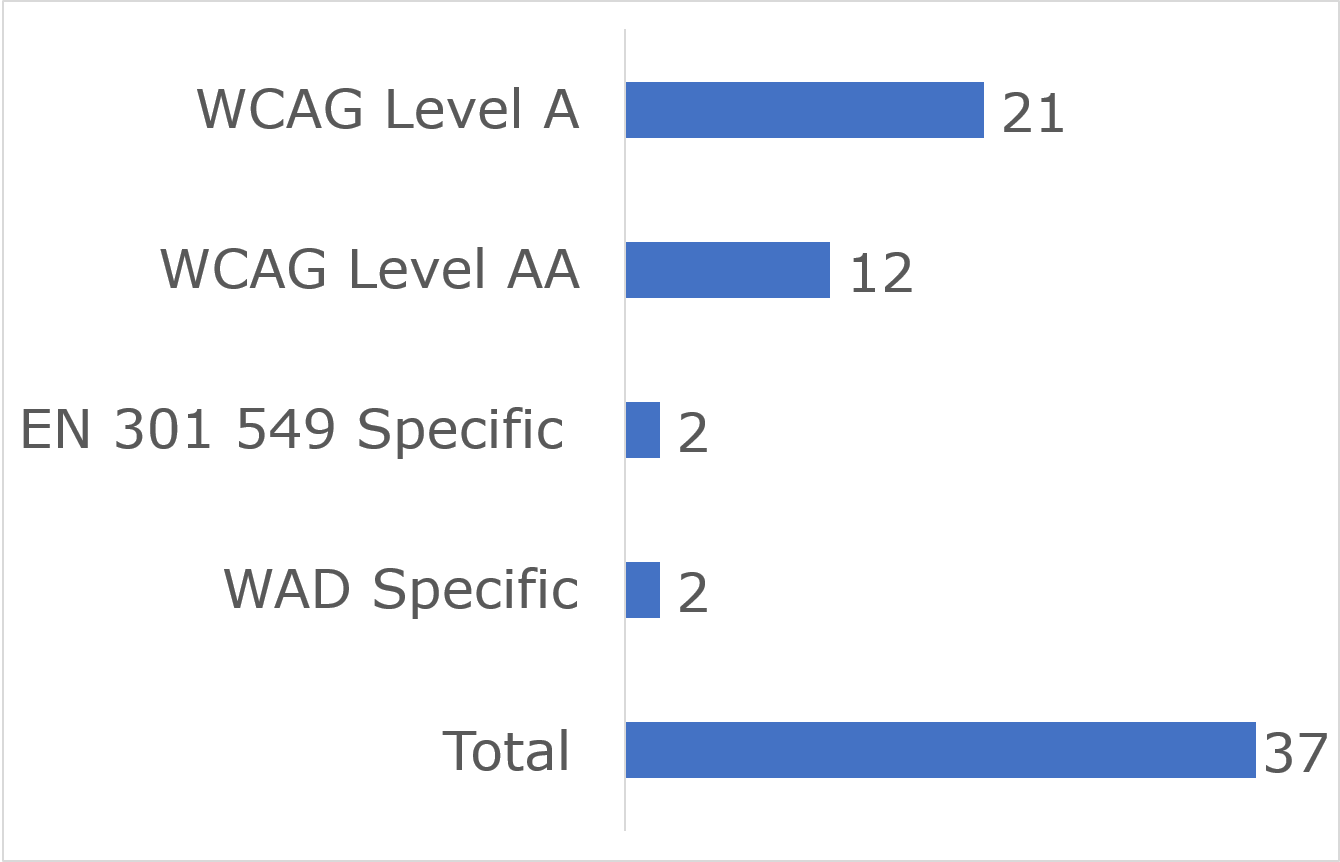 WCAG Level A 21
WCAG Level AA 12
EN 301 549 Specific 2
WAD Specific 2
Total 37